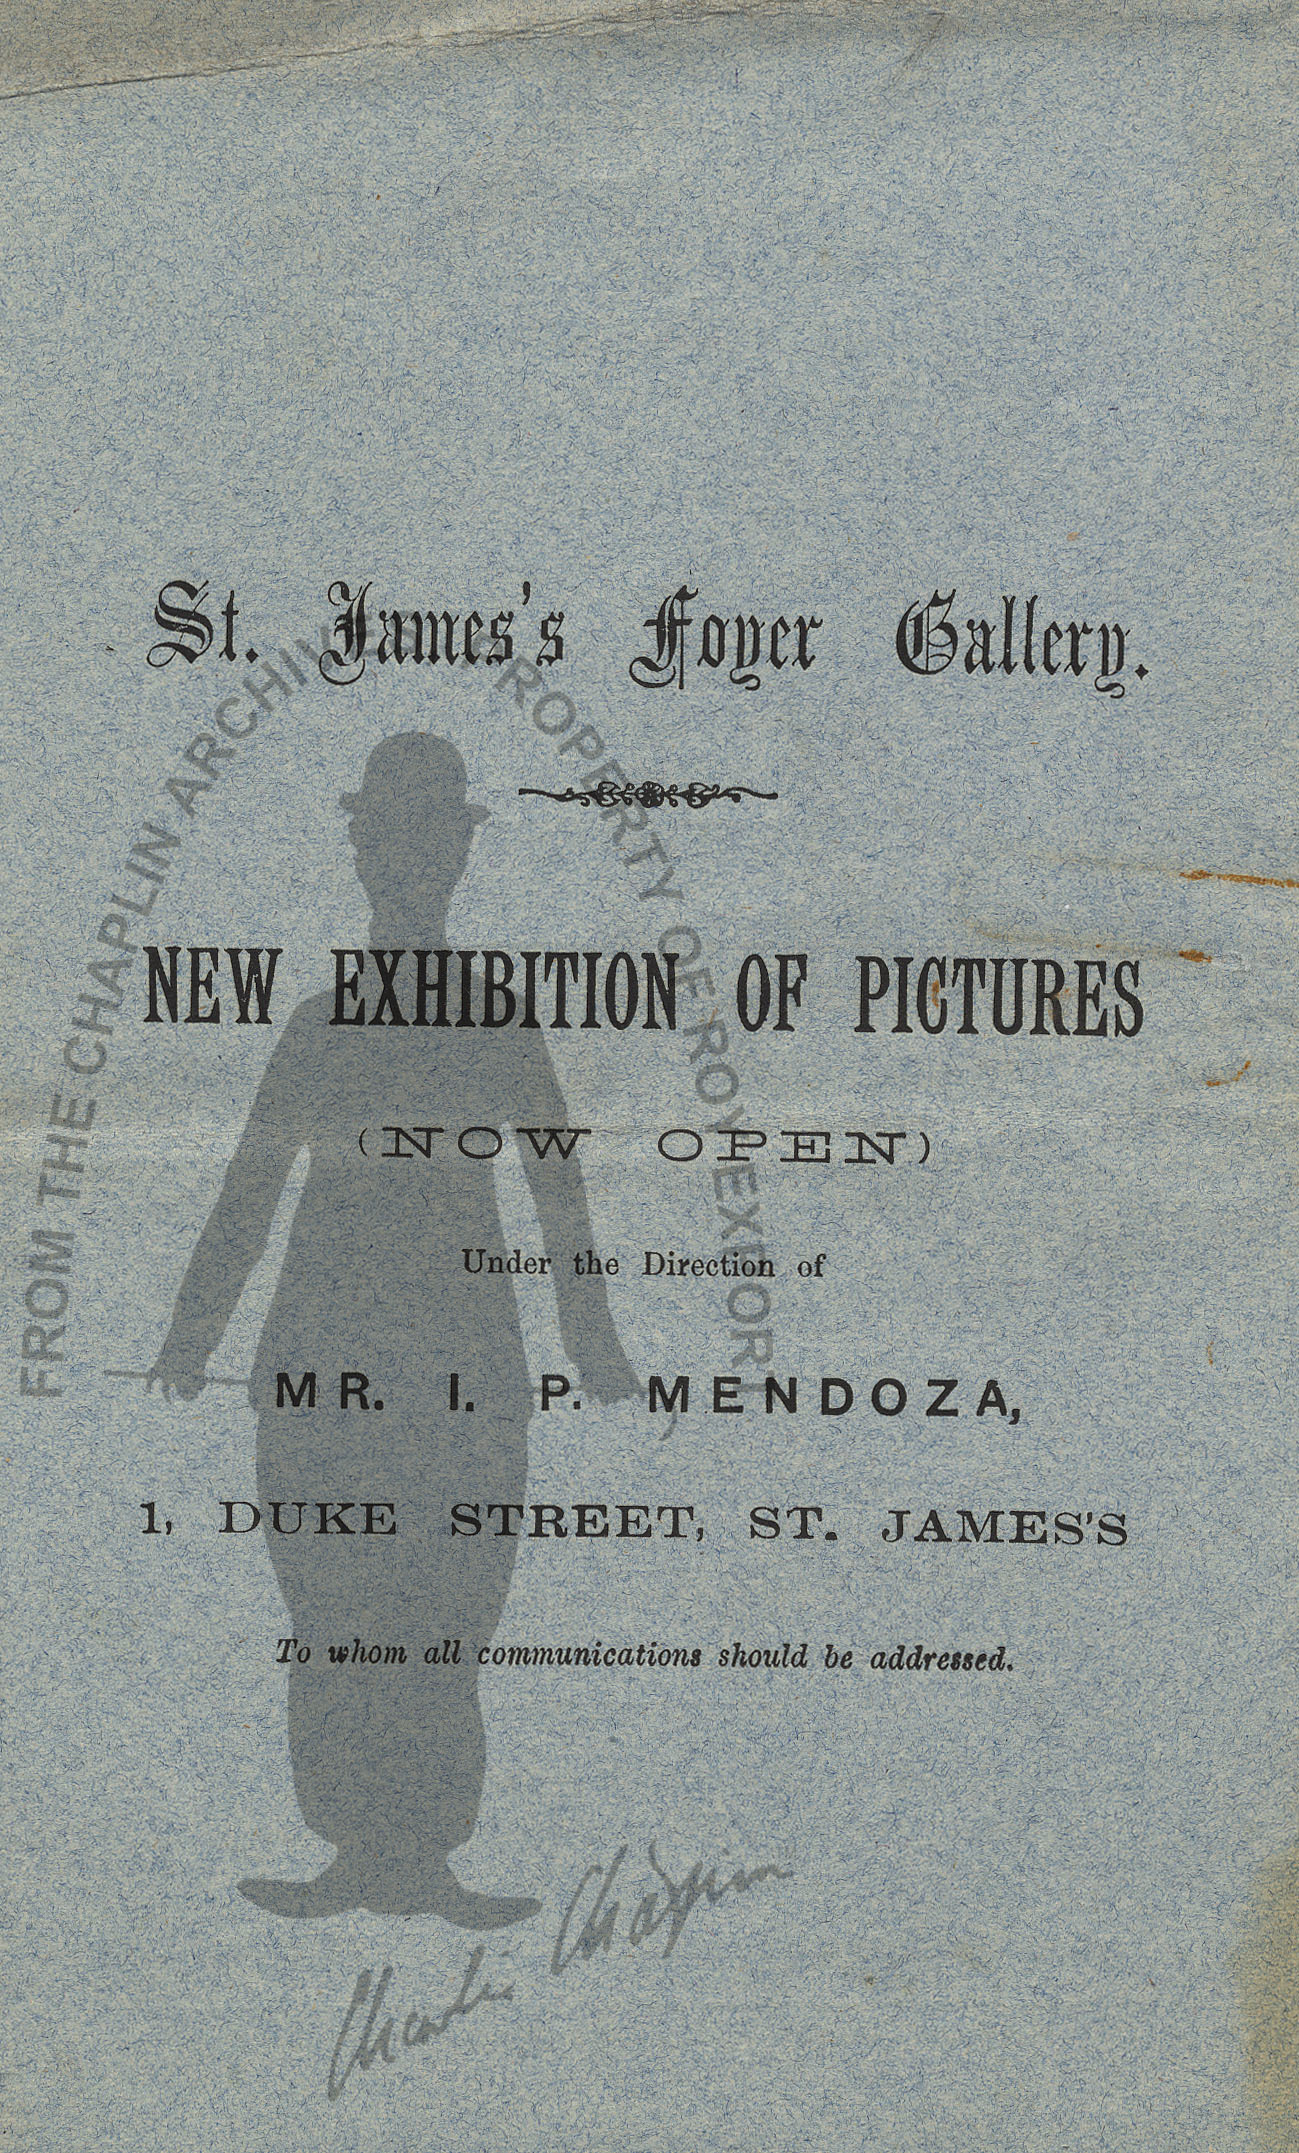 St. James's Foyer Gallery.
NEW EXHIBITION OF PICTURES
(NOW OPEN)
Under the Direction of
MR. I. P. MENDOZA,
1, DUKE STREET, ST. JAMES'S
To whom all communications should be addressed.
FROM THE CHAPLIN ARCHIVE PROPERTY OF ROY EXPORT
Charlie Chaplin